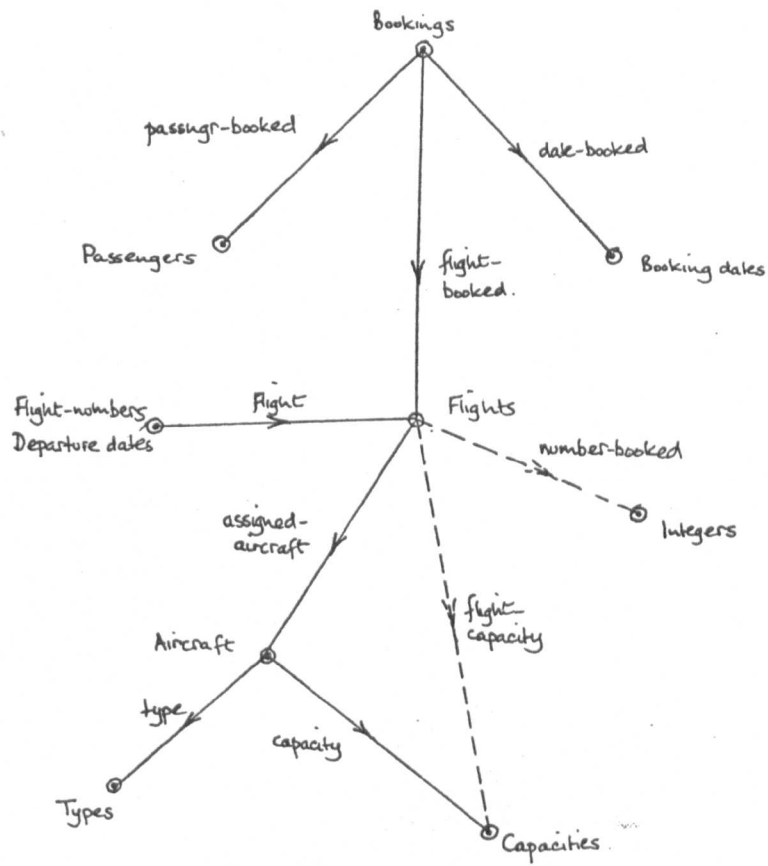 Bookings
passngr-booked
date-booked
Passengers
flight-
booked.
Booking dates
Flight-numbers
Departure dates
Flight
Flights
number-booked
Integers
assigned-
aircraft
flight-
capacity
Aircraft
type
capacity
Types
Capacities.